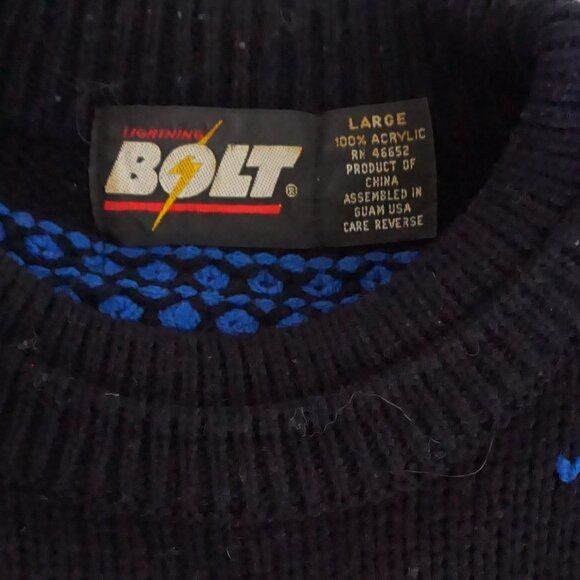 LIGHTNING
BOLT®
LARGE
100% ACRYLIC
RN 46652
PRODUCT OF
CHINA
ASSEMBLED IN
GUAM USA
CARE REVERSE